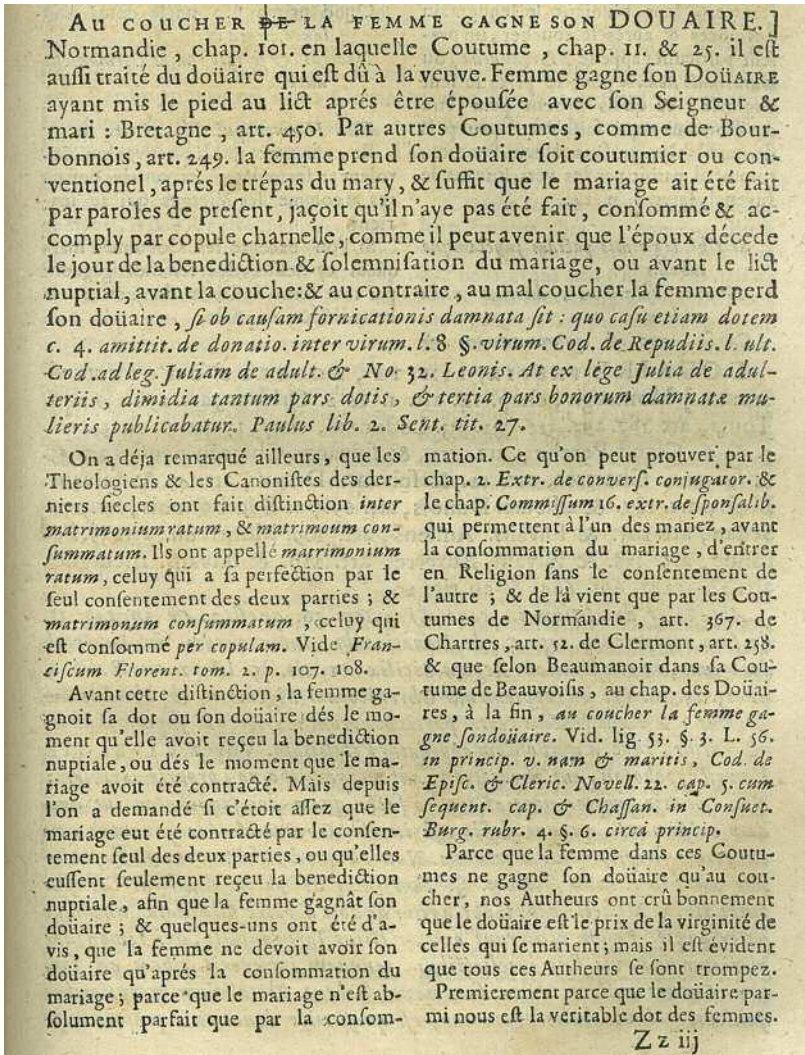 AU COUCHER DE LA FEMME GAGNE SON DOUAIRE.]
Normandie, chap. 101. en laquelle Coutume, chap. 11. & 25. il eſt
auſſi traité du doüaire qui eſt dû à la veuve. Femme gagne ſon DOÜAIRE
ayant mis le pied au lict aprés être épouſée avec ſon Seigneur &
mari : Bretagne, art. 450. Par autres Coutumes, comme de Bour-
bonnois, art. 249. la femme prend ſon doüaire ſoit coutumier ou con-
ventionel, aprés le trépas du mary, & ſuffit que le mariage ait été fait
par paroles de preſent, jaçoit qu'il n'aye pas été fait, conſommé & ac-
comply par copule charnelle, comme il peut avenir que l'époux décede
le jour de la benediction & ſolemniſation du mariage, ou avant le lict
nuptial, avant la couche: & au contraire, au mal coucher la femme perd
ſon doüaire, ſi ob cauſam fornicationis damnata ſit : quo caſu etiam dotem
c. 4. amittit. de donatio. inter virum. l. 8 §. virum. Cod. de Repudiis. l. ult.
Cod. ad leg. Juliam de adult. & No 32. Leonis. At ex lége Julia de adul-
teriis, dimidia tantum pars dotis, & tertia pars bonorum damnatæ mu-
lieris publicabatur. Paulus lib. 2. Sent. tit. 27.
On a déja remarqué ailleurs, que les
Theologiens & les Canoniſtes des der-
niers ſiecles ont fait diſtinction inter
matrimonium ratum, & matrimoum con-
ſummatum. Ils ont appellé matrimonium
ratum, celuy qui a ſa perfection par le
ſeul conſentement des deux parties ; &
matrimonum conſummatum, celuy qui
eſt conſommé per copulam. Vide Fran-
ciſcum Florent. tom. 2. p. 107. 108.
Avant cette diſtinction, la femme ga-
gnoit ſa dot ou ſon doüaire dés le mo-
ment qu'elle avoit reçeu la benediction
nuptiale, ou dés le moment que le ma-
riage avoit été contracté. Mais depuis
l'on a demandé ſi c'étoit aſſez que le
mariage eut été contracté par le conſen-
tement ſeul des deux parties, ou qu'elles
euſſent ſeulement reçeu la benediction
nuptiale, afin que la femme gagnât ſon
doüaire ; & quelques-uns ont été d'a-
vis, que la femme ne devoit avoir ſon
doüaire qu'aprés la conſommation du
mariage ; parce que le mariage n'eſt ab-
ſolument parfait que par la conſom-
mation. Ce qu'on peut prouver par le
chap. 2. Extr. de converſ. conjugator. &
le chap. Commiſſum 16. extr. de ſponſalib.
qui permettent à l'un des mariez, avant
la conſommation du mariage, d'entrer
en Religion ſans le conſentement de
l'autre ; & de là vient que par les Cou-
tumes de Normandie, art. 367. de
Chartres, art. 52. de Clermont, art. 258.
& que ſelon Beaumanoir dans ſa Cou-
tume de Beauvoiſis, au chap. des Doüai-
res, à la fin, au coucher la femme ga-
gne ſondoüaire. Vid. lig. 53. §. 3. L. 56.
in princip. v. nam & maritis, Cod. de
Epiſc. & Cleric. Novell. 22. cap. 5. cum
ſequent. cap. & Chaſſan. in Conſuet.
Burg. rubr. 4. §. 6. circà princip.
Parce que la femme dans ces Coutu-
mes ne gagne ſon doüaire qu'au cou-
cher, nos Autheurs ont crû bonnement
que le doüaire eſt le prix de la virginité de
celles qui ſe marient ; mais il eſt évident
que tous ces Autheurs ſe ſont trompez.
Premierement parce que le doüaire par-
mi nous eſt la veritable dot des femmes.
Z z iij